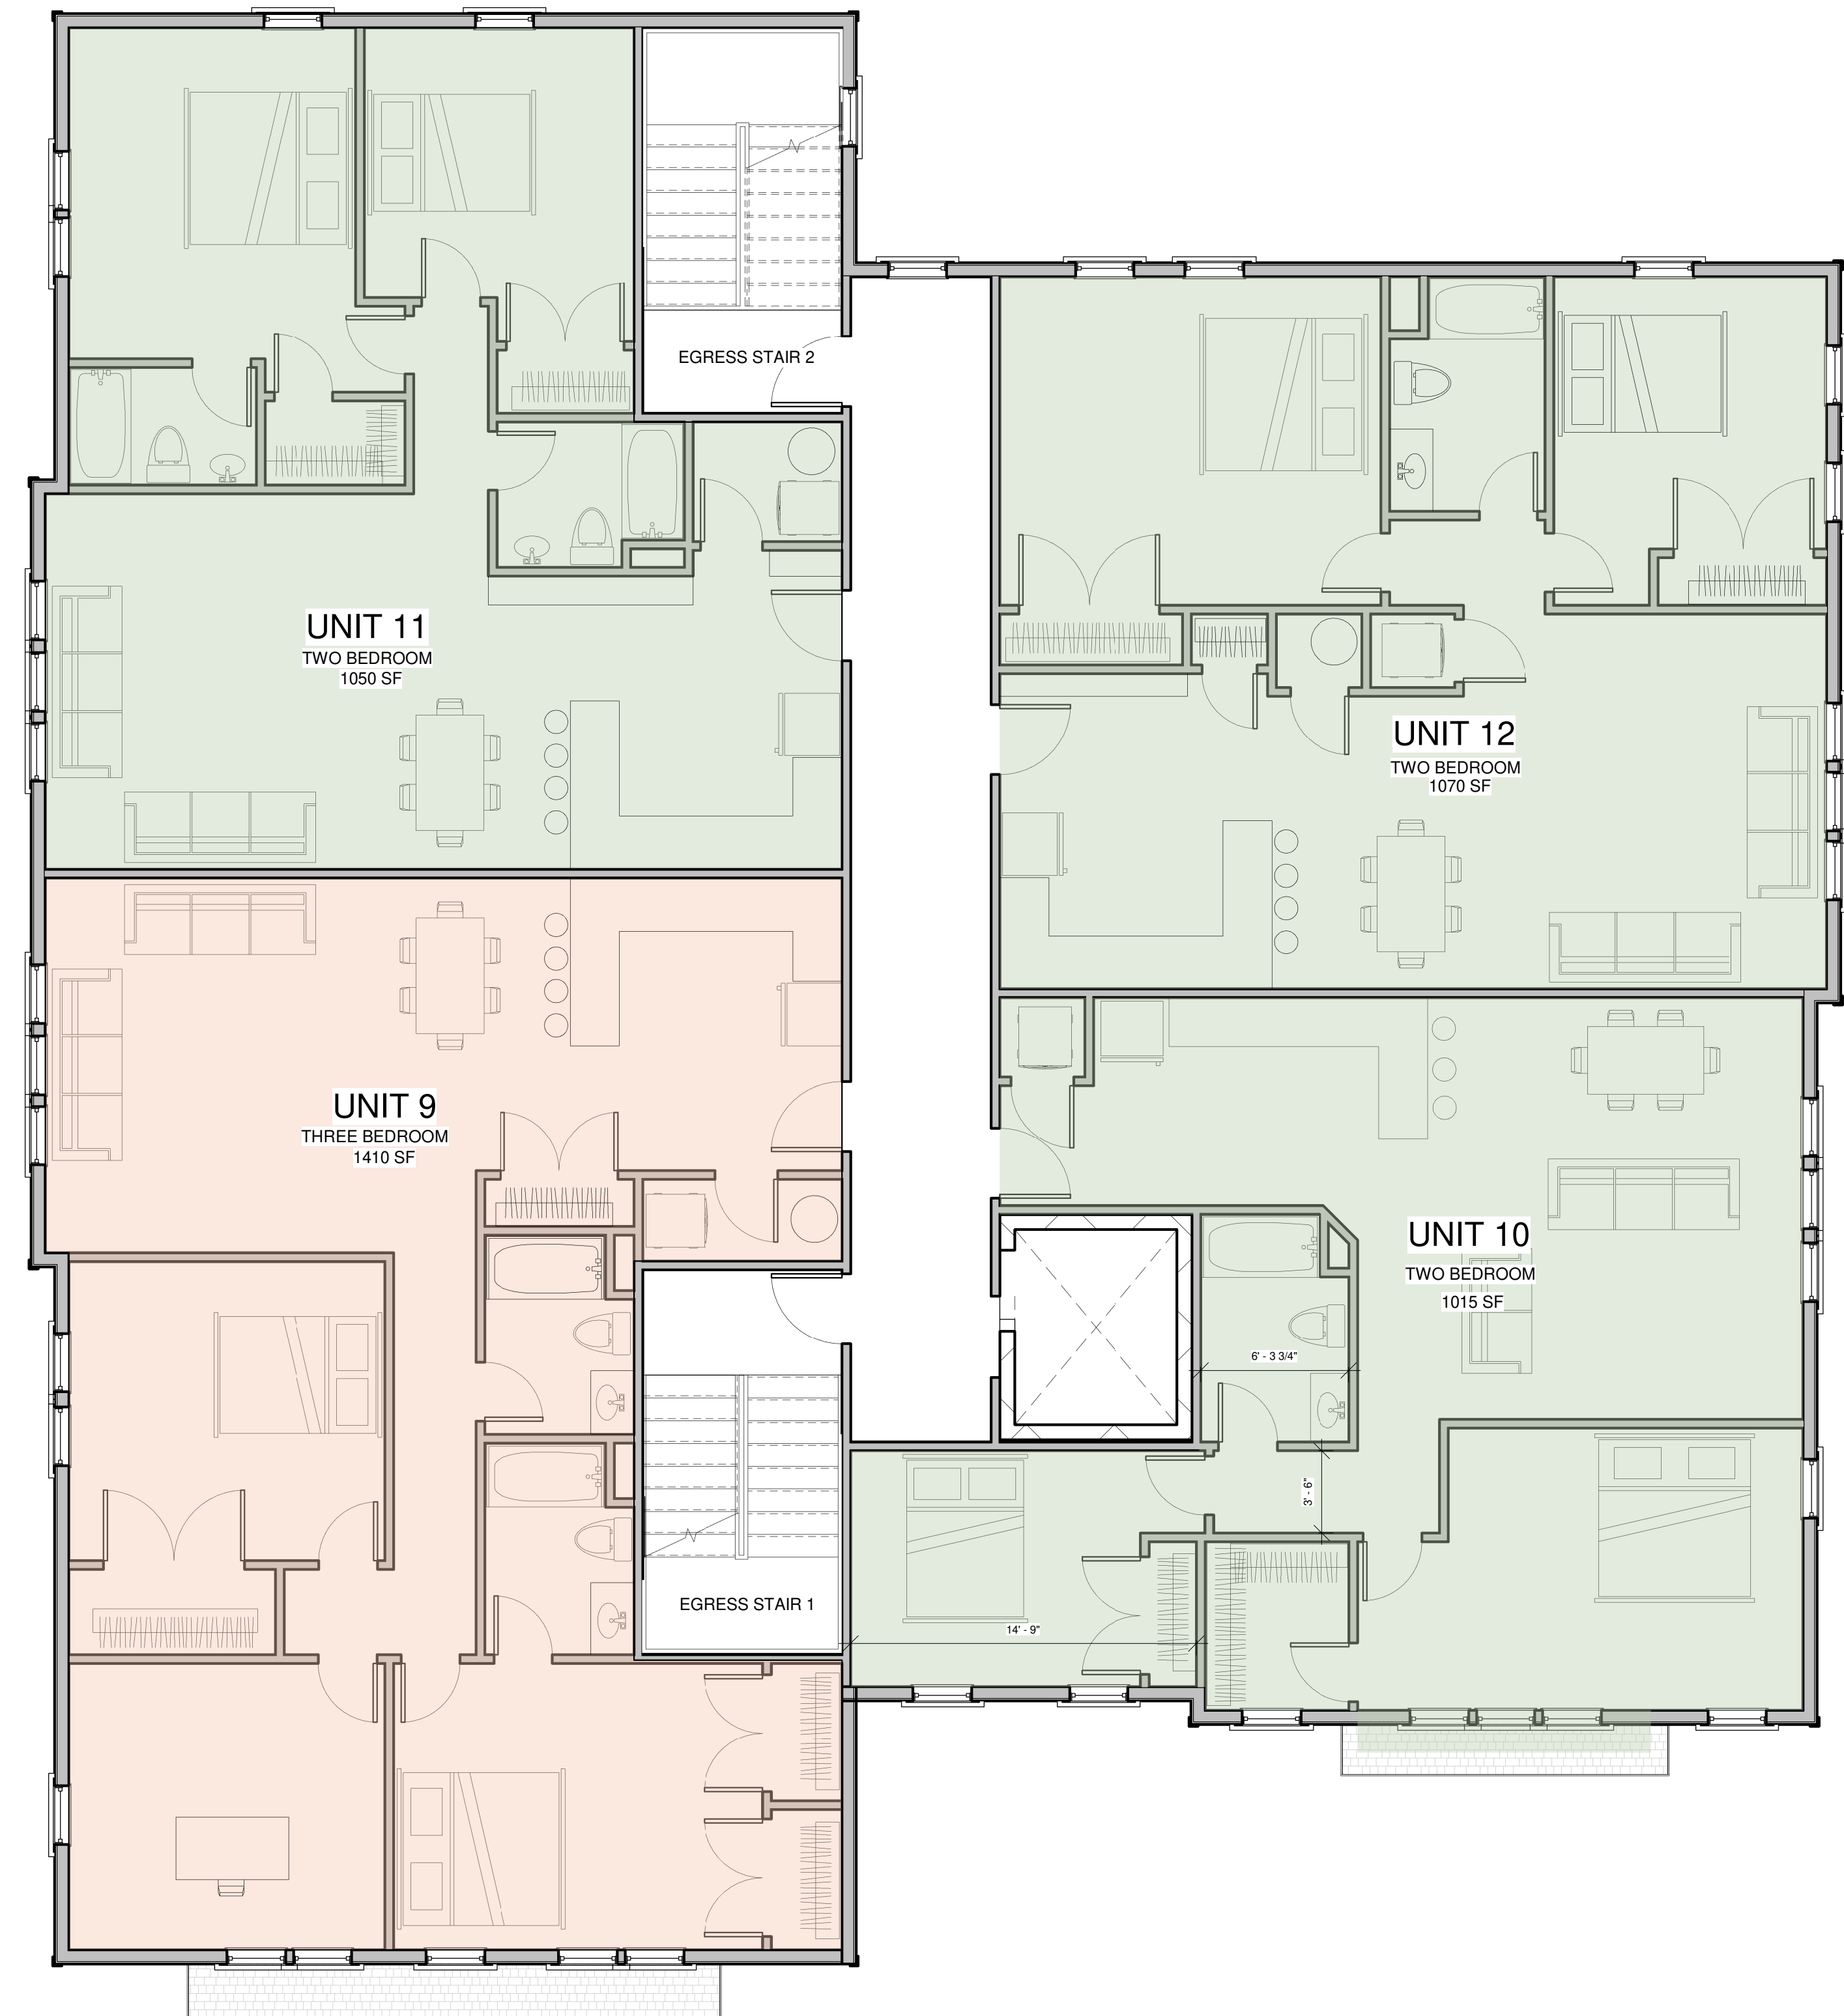 EGRESS STAIR 2
UNIT 11
TWO BEDROOM
1050 SF
UNIT 12
TWO BEDROOM
1070 SF
UNIT 9
THREE BEDROOM
1410 SF
UNIT 10
TWO BEDROOM
1015 SF
6' - 3 3/4"
3' - 6"
EGRESS STAIR 1
14' - 9"